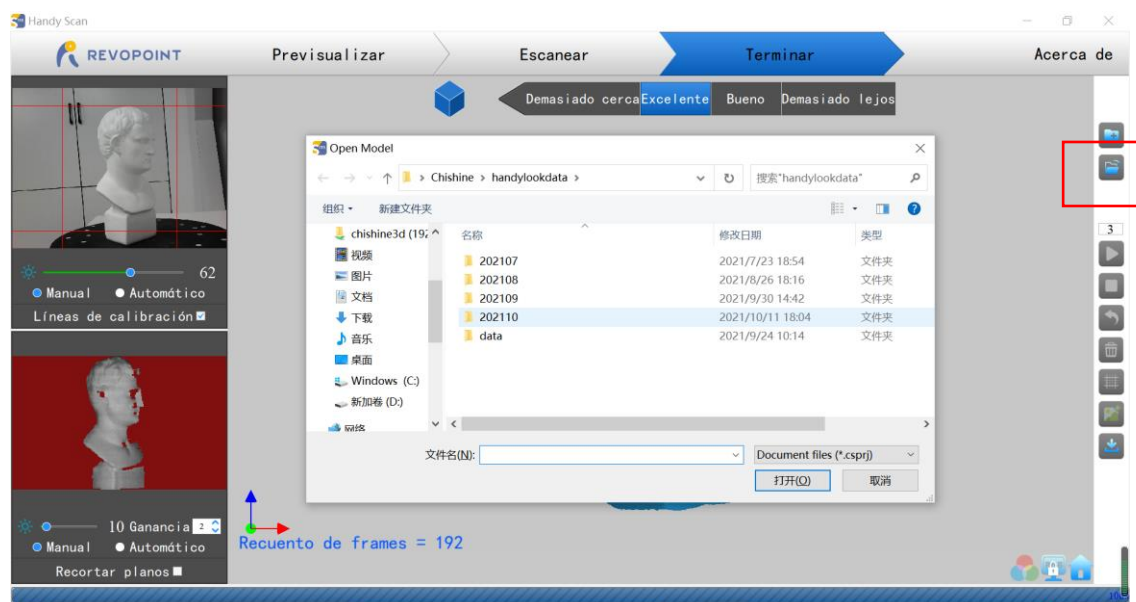 Handy Scan
REVOPOINT
Previsualizar
Escanear
Terminar
Acerca de
Demasiado cerca
Excelente
Bueno
Demasiado lejos
62
Manual
Automático
Líneas de calibración
10 Ganancia 2
Manual
Automático
Recortar planos
Open Model
Chishine > handylookdata >
搜索"handylookdata"
组织
新建文件夹
chishine3d (192
视频
图片
文档
下载
音乐
桌面
Windows (C:)
新加卷 (D:)
网络
名称 修改日期 类型
202107 2021/7/23 18:54 文件夹
202108 2021/8/26 18:16 文件夹
202109 2021/9/30 14:42 文件夹
202110 2021/10/11 18:04 文件夹
data 2021/9/24 10:14 文件夹
文件名(N):
Document files (*.csprj)
打开(O)
取消
Recuento de frames = 192
3